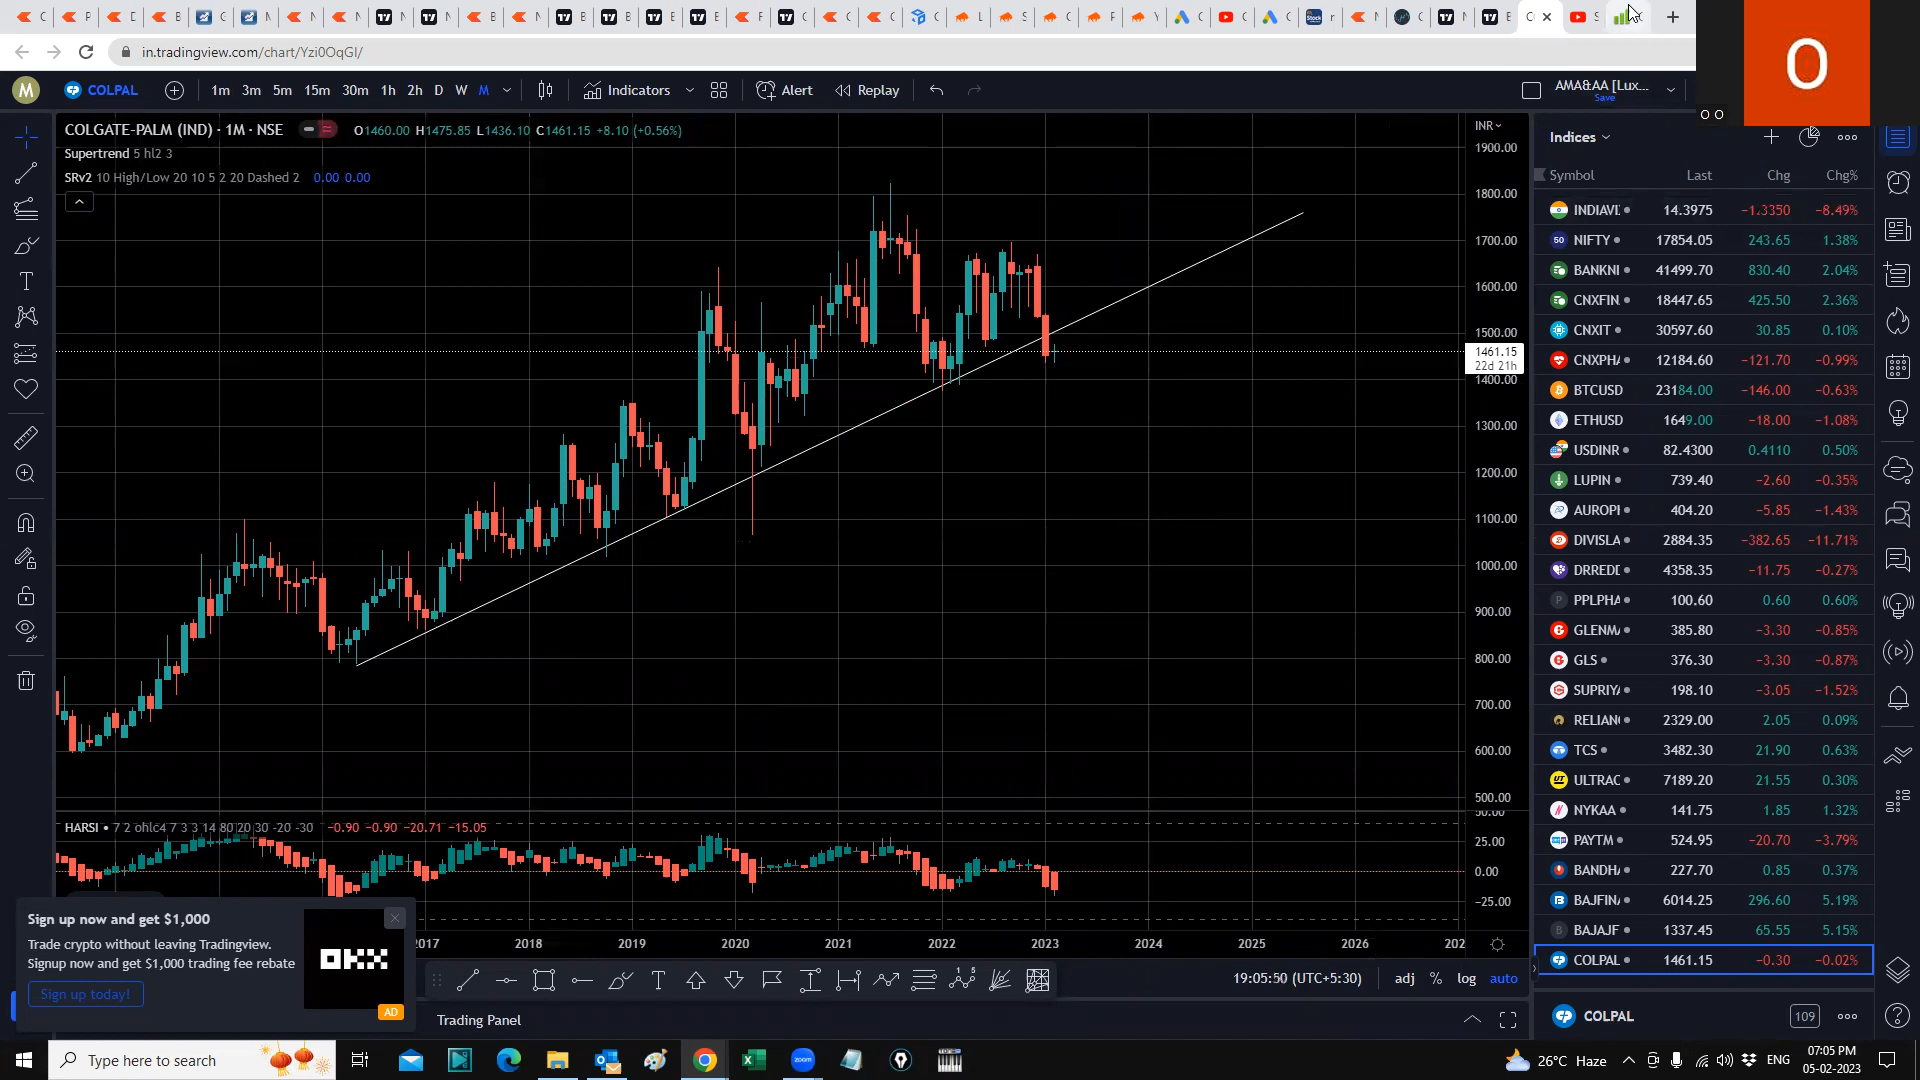 in.tradingview.com/chart/Yzi0OqGI/
M COLPAL 1m 3m 5m 15m 30m 1h 2h D W M Indicators Alert Replay AMA&AA [Lux...
Save
O
O O
COLGATE-PALM (IND) · 1M · NSE O1460.00 H1475.85 L1436.10 C1461.15 +8.10 (+0.56%)
Supertrend 5 hl2 3
SRv2 10 High/Low 20 10 5 2 20 Dashed 2 0.00 0.00
INR
1900.00
1800.00
1700.00
1600.00
1500.00
1461.15
22d 21h
1400.00
1300.00
1200.00
1100.00
1000.00
900.00
800.00
700.00
600.00
500.00
HARSI • 7 2 ohlc4 7 3 3 14 80 20 30 -20 -30 −0.90 −0.90 −20.71 −15.05
50.00
25.00
0.00
−25.00
2017 2018 2019 2020 2021 2022 2023 2024 2025 2026 202
Indices
Symbol Last Chg Chg%
INDIAVI 14.3975 −1.3350 −8.49%
50 NIFTY 17854.05 243.65 1.38%
BANKNI 41499.70 830.40 2.04%
CNXFIN 18447.65 425.50 2.36%
CNXIT 30597.60 30.85 0.10%
CNXPHA 12184.60 −121.70 −0.99%
BTCUSD 23184.00 −146.00 −0.63%
ETHUSD 1649.00 −18.00 −1.08%
USDINR 82.4300 0.4110 0.50%
LUPIN 739.40 −2.60 −0.35%
AUROPI 404.20 −5.85 −1.43%
DIVISLA 2884.35 −382.65 −11.71%
DRREDD 4358.35 −11.75 −0.27%
P PPLPHA 100.60 0.60 0.60%
GLENMA 385.80 −3.30 −0.85%
GLS 376.30 −3.30 −0.87%
SUPRIYA 198.10 −3.05 −1.52%
RELIAN 2329.00 2.05 0.09%
TCS 3482.30 21.90 0.63%
ULTRAC 7189.20 21.55 0.30%
NYKAA 141.75 1.85 1.32%
PAYTM 524.95 −20.70 −3.79%
BANDHA 227.70 0.85 0.37%
BAJFINA 6014.25 296.60 5.19%
B BAJAJF 1337.45 65.55 5.15%
COLPAL 1461.15 −0.30 −0.02%
COLPAL 109
Sign up now and get $1,000
Trade crypto without leaving Tradingview.
Signup now and get $1,000 trading fee rebate
Sign up today!
OKX
AD
19:05:50 (UTC+5:30) adj % log auto
Trading Panel
Type here to search
26°C Haze ENG 07:05 PM
05-02-2023